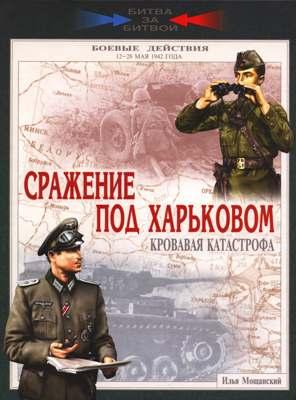 БИТВА
ЗА
БИТВОЙ
БОЕВЫЕ ДЕЙСТВИЯ
12–28 МАЯ 1942 ГОДА
СРАЖЕНИЕ
ПОД ХАРЬКОВОМ
КРОВАВАЯ КАТАСТРОФА
Илья Мощанский